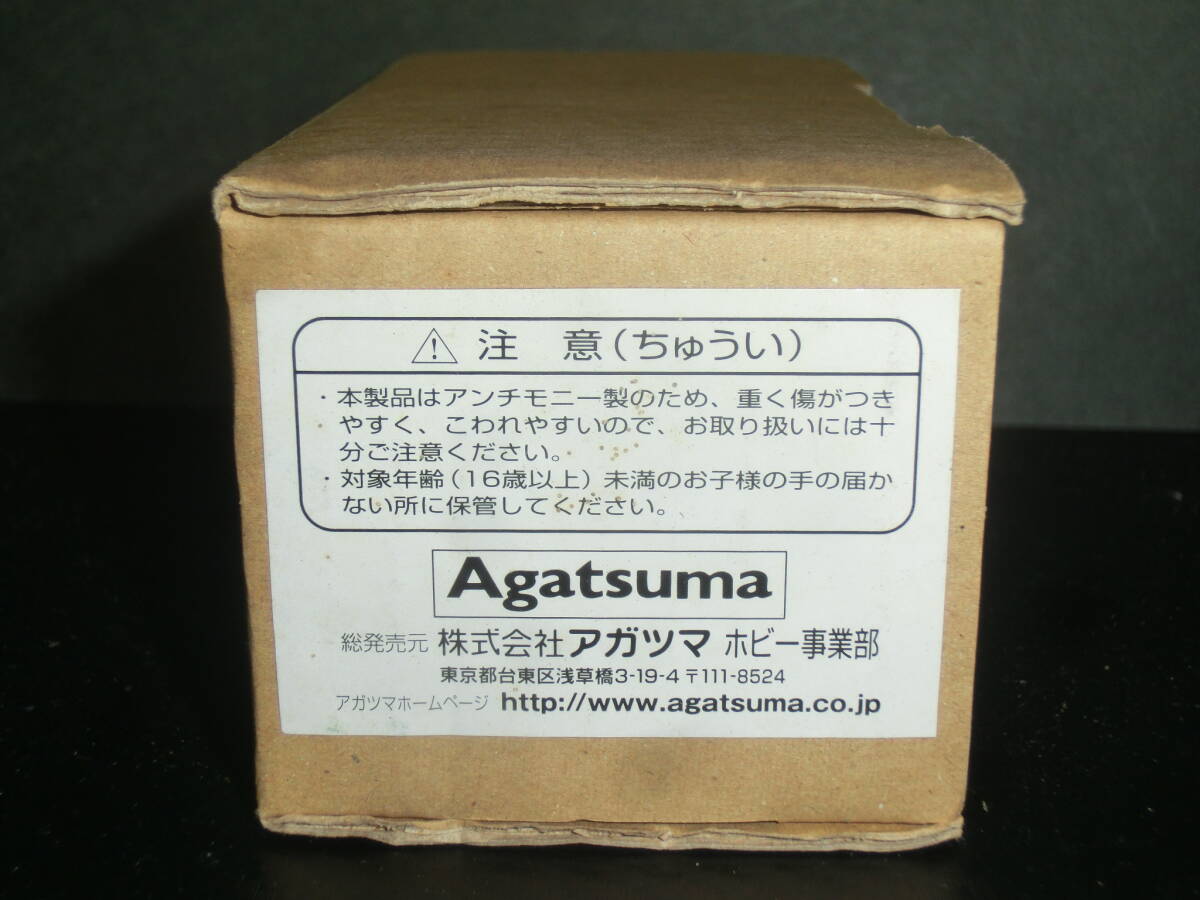 注 意(ちゅうい)
・本製品はアンチモニー製のため、重く傷がつき
やすく、こわれやすいので、お取り扱いには十
分ご注意ください。
・対象年齢(16歳以上)未満のお子様の手の届か
ない所に保管してください。
Agatsuma
総発売元 株式会社アガツマ ホビー事業部
東京都台東区浅草橋3-19-4〒111-8524
アガツマホームページ http://www.agatsuma.co.jp